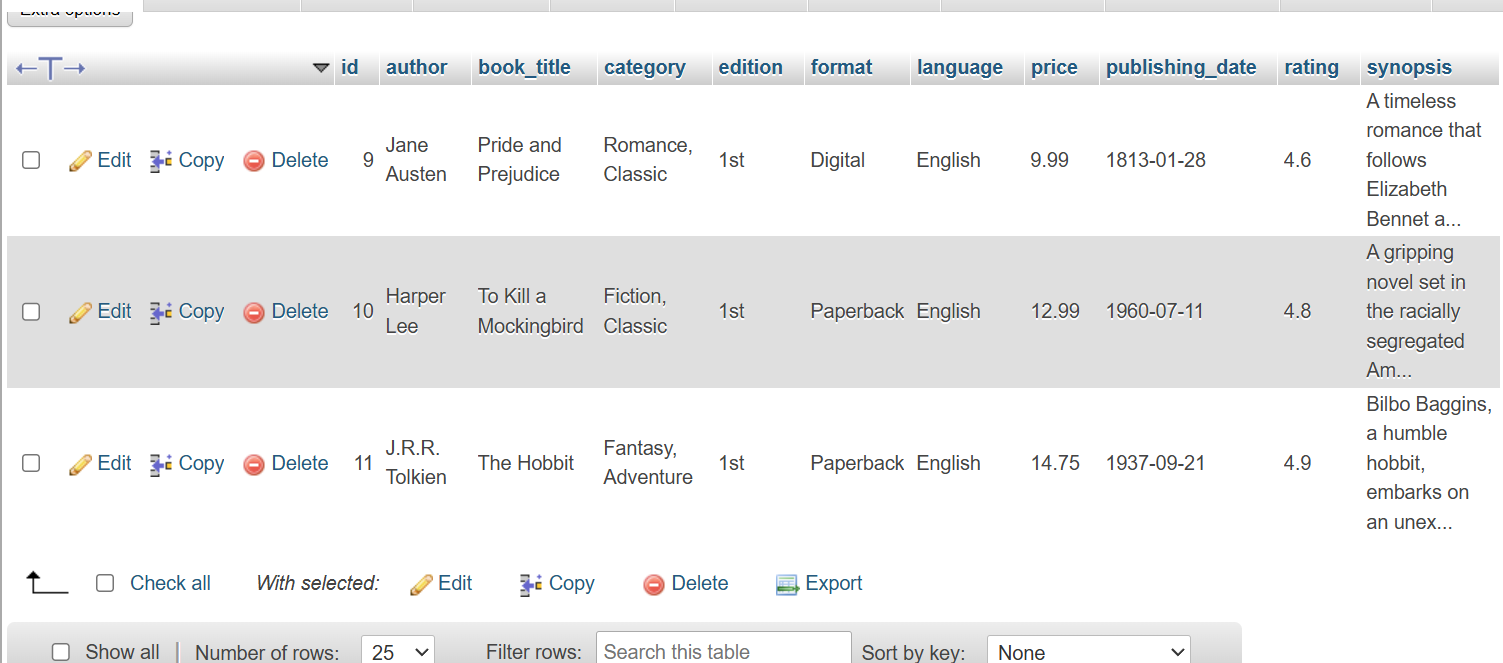 Extra options
id author book_title category edition format language price publishing_date rating synopsis
Edit Copy Delete 9 Jane Austen Pride and Prejudice Romance, Classic 1st Digital English 9.99 1813-01-28 4.6 A timeless romance that follows Elizabeth Bennet a...
Edit Copy Delete 10 Harper Lee To Kill a Mockingbird Fiction, Classic 1st Paperback English 12.99 1960-07-11 4.8 A gripping novel set in the racially segregated Am...
Edit Copy Delete 11 J.R.R. Tolkien The Hobbit Fantasy, Adventure 1st Paperback English 14.75 1937-09-21 4.9 Bilbo Baggins, a humble hobbit, embarks on an unex...
Check all With selected: Edit Copy Delete Export
Show all Number of rows: 25 Filter rows: Search this table Sort by key: None